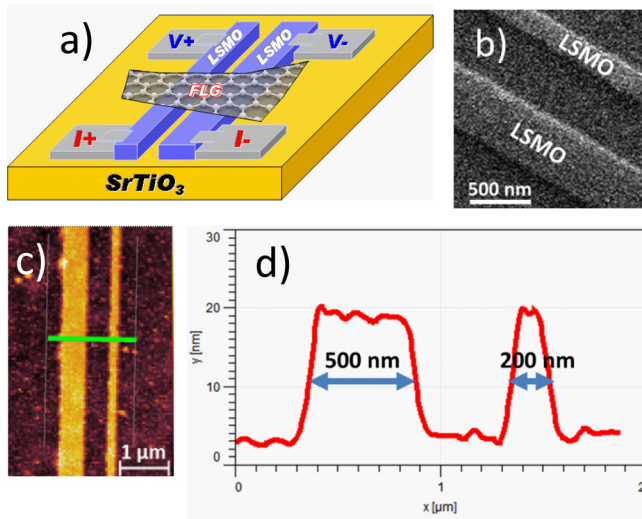 a)
V+
LSMO
LSMO
V-
FLG
I+
I-
SrTiO₃
b)
LSMO
LSMO
500 nm
c)
1 µm
d)
30
20
10
0
y [nm]
500 nm
200 nm
0
1
2
x [µm]